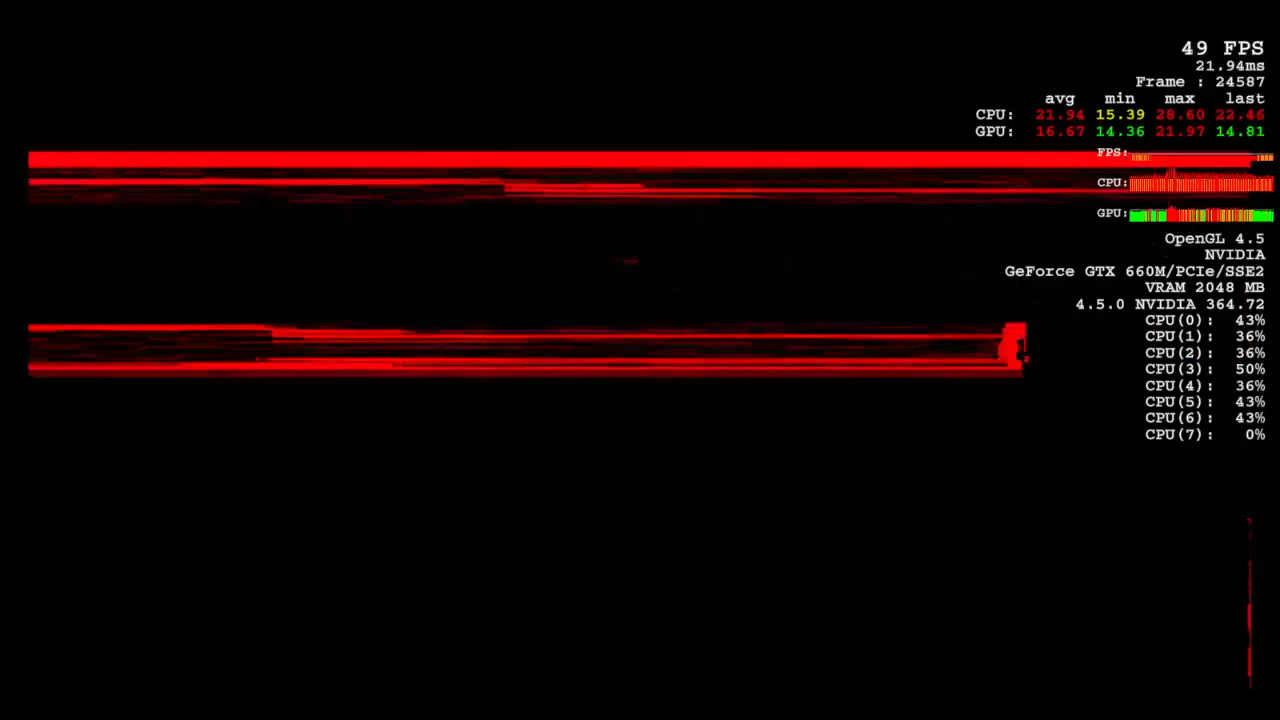 49 FPS
21.94ms
Frame : 24587
avg min max last
CPU: 21.94 15.39 28.60 22.46
GPU: 16.67 14.36 21.97 14.81
FPS:
CPU:
GPU:
OpenGL 4.5
NVIDIA
GeForce GTX 660M/PCIe/SSE2
VRAM 2048 MB
4.5.0 NVIDIA 364.72
CPU(0): 43%
CPU(1): 36%
CPU(2): 36%
CPU(3): 50%
CPU(4): 36%
CPU(5): 43%
CPU(6): 43%
CPU(7): 0%